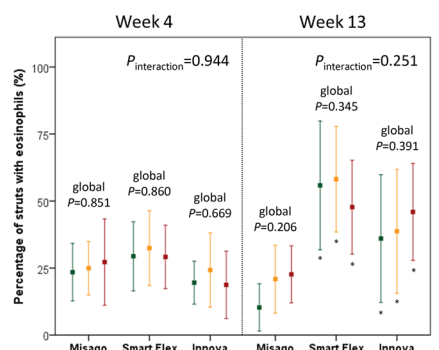 Week 4
Week 13
P interaction=0.944
P interaction=0.251
100
75
50
25
0
Percentage of struts with eosinophils (%)
global
P=0.851
global
P=0.860
global
P=0.669
global
P=0.206
global
P=0.345
global
P=0.391
*
*
*
*
*
*
Misago
Smart Flex
Innova
Misago
Smart Flex
Innova